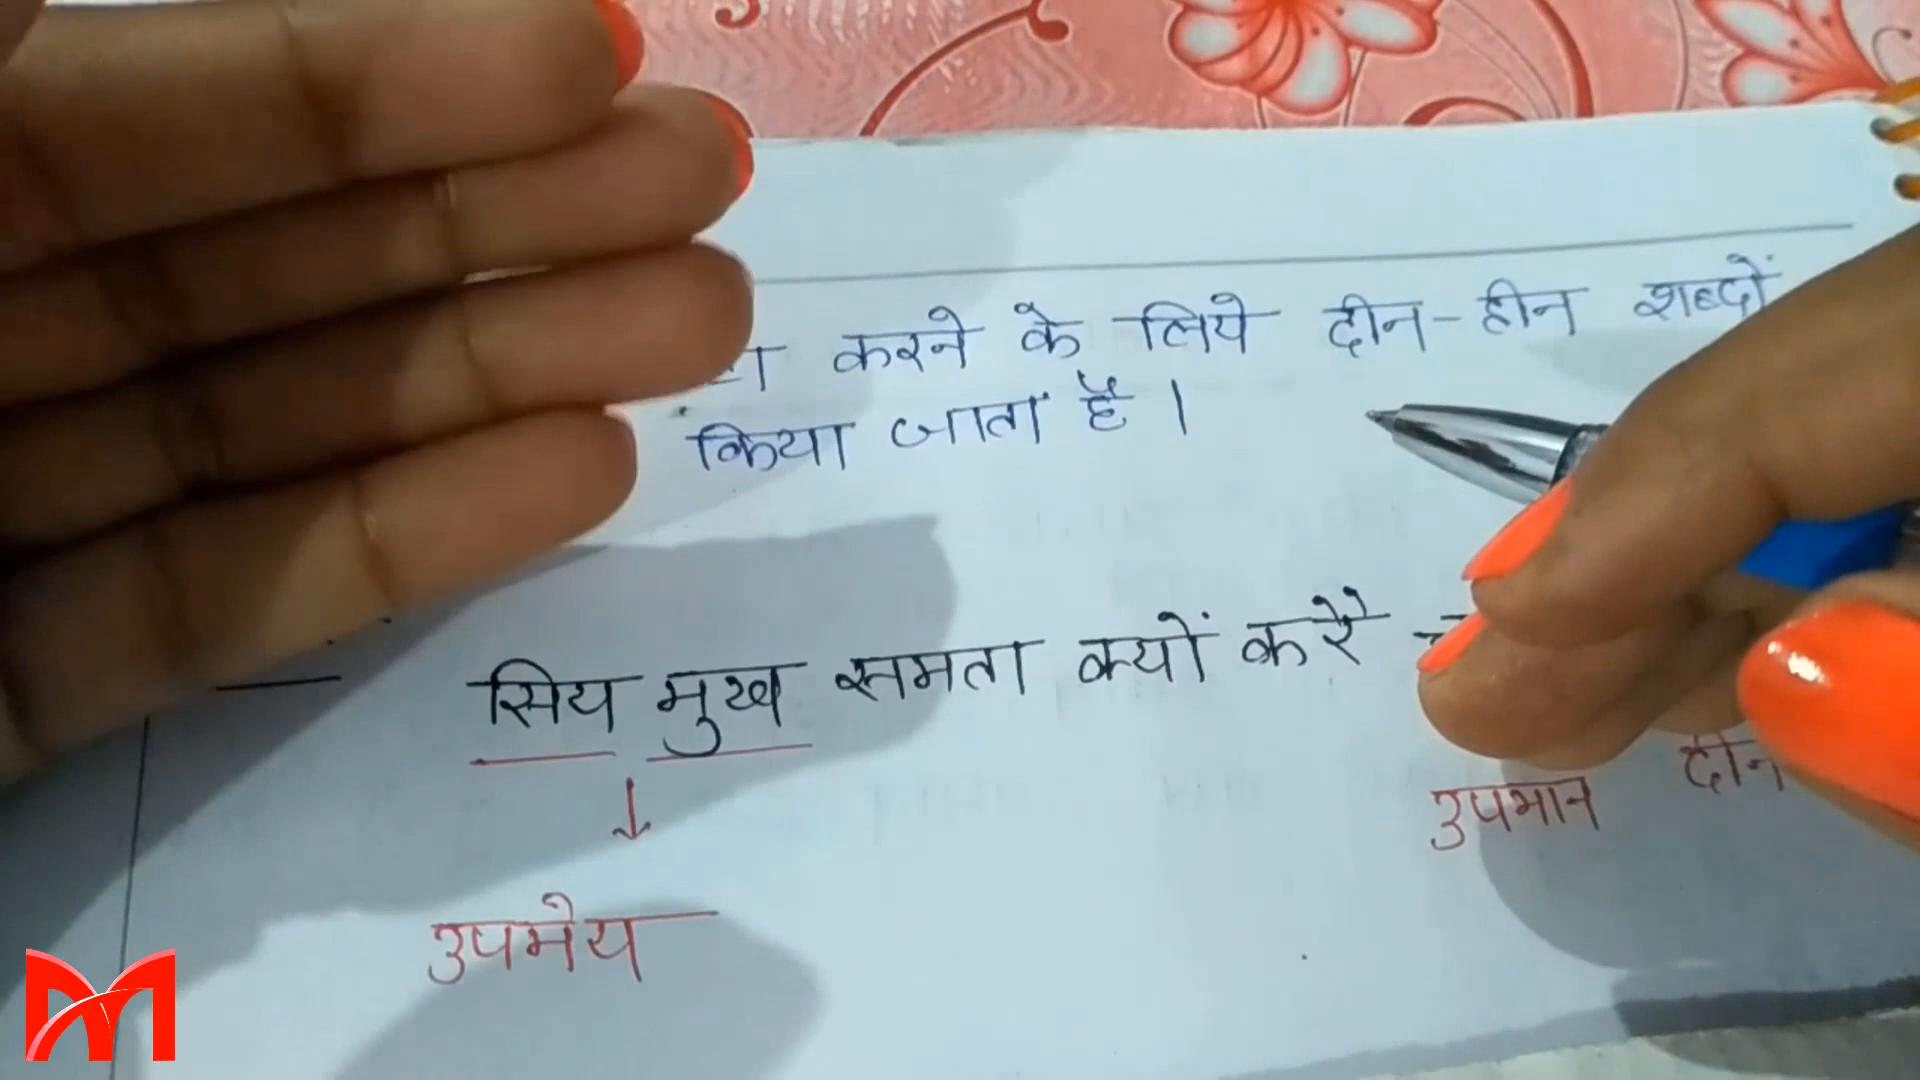 करने के लिये दीन-हीन शब्दों
किया जाता है।
सिय मुख समता क्यों करै
उपमान दीन
उपमेय